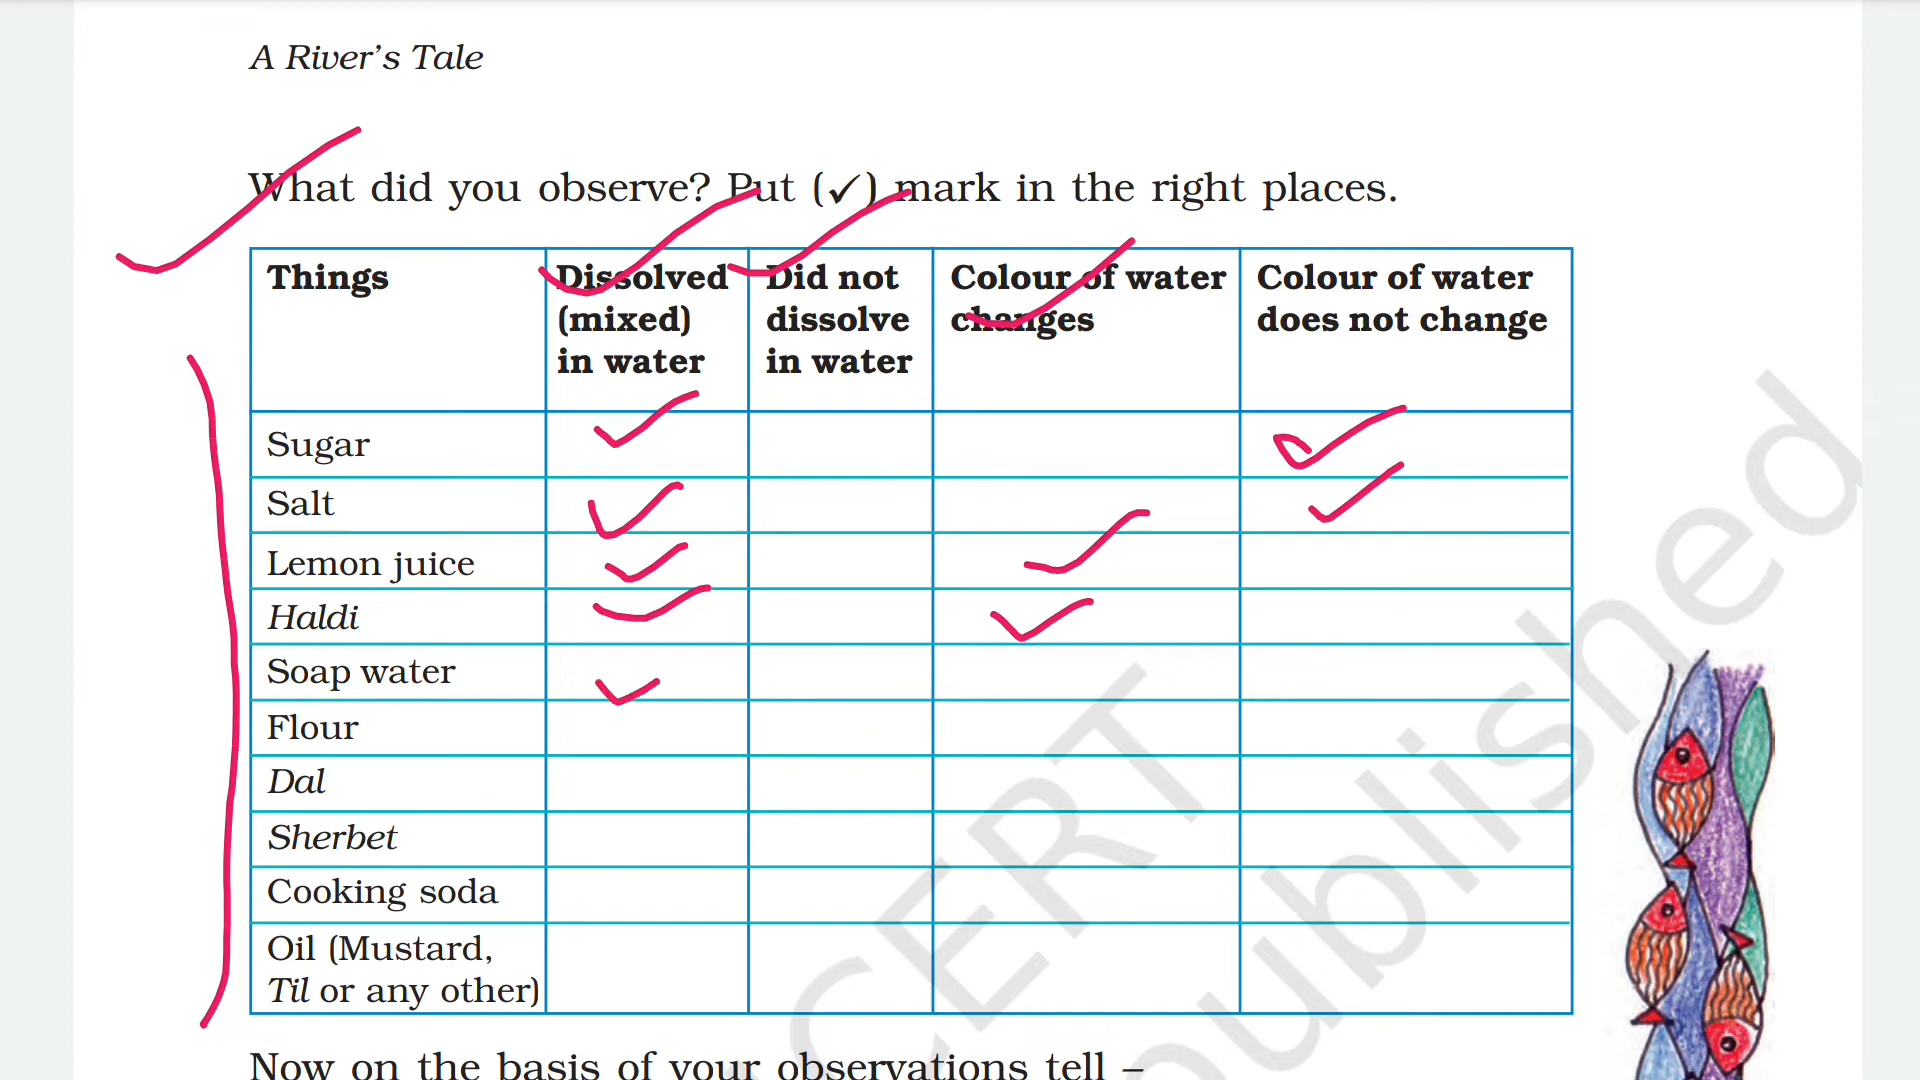 A River's Tale
What did you observe? Put (✓) mark in the right places.
Things
Dissolved
(mixed)
in water
Did not
dissolve
in water
Colour of water
changes
Colour of water
does not change
Sugar
Salt
Lemon juice
Haldi
Soap water
Flour
Dal
Sherbet
Cooking soda
Oil (Mustard,
Til or any other)
Now on the basis of your observations tell –
CERT
published